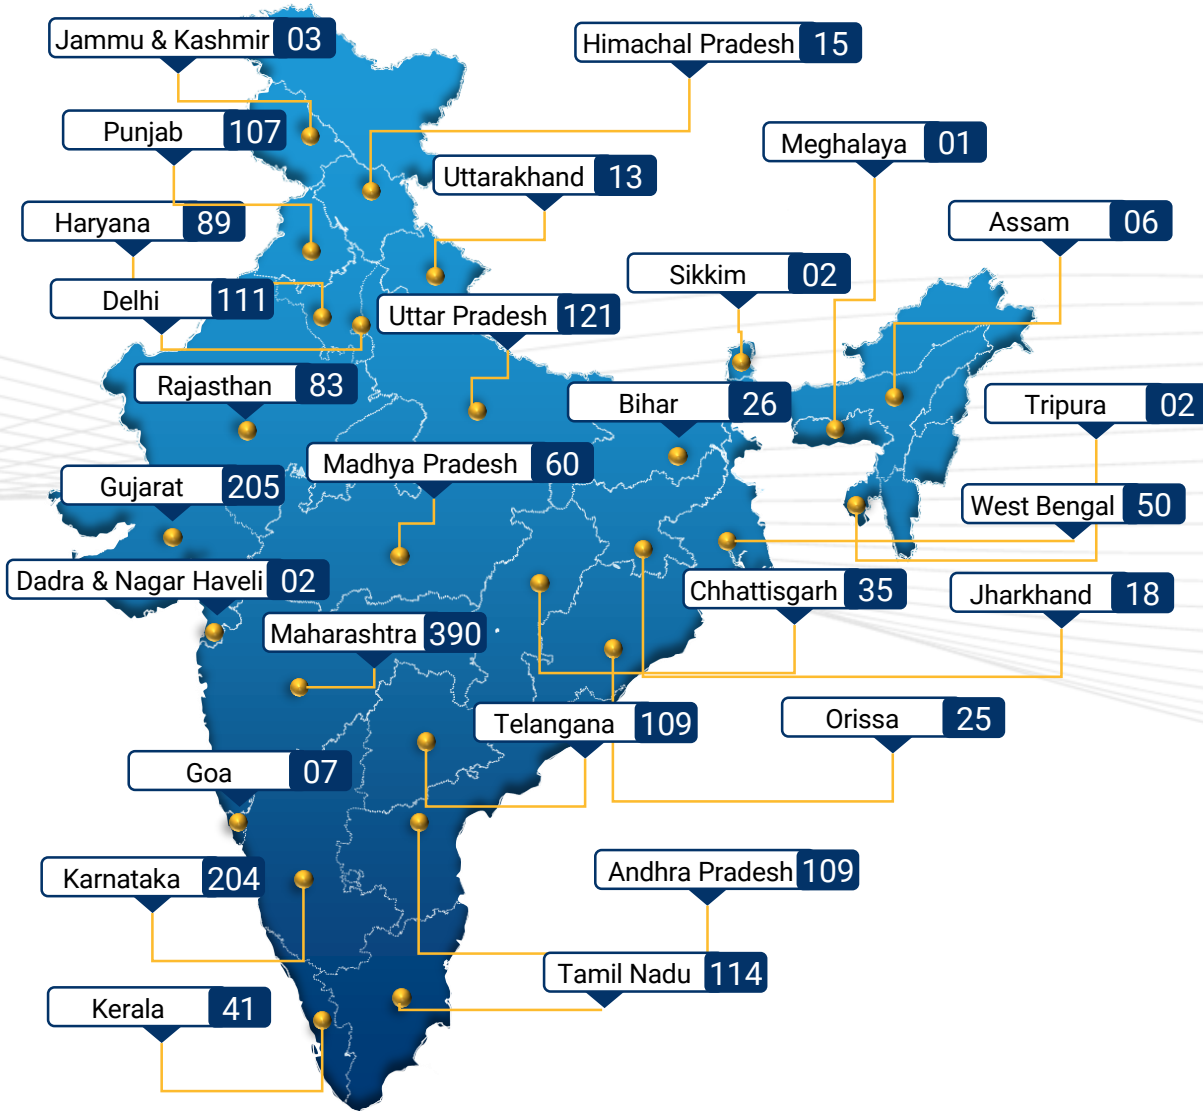 Jammu & Kashmir 03
Himachal Pradesh 15
Punjab 107
Meghalaya 01
Uttarakhand 13
Haryana 89
Assam 06
Sikkim 02
Delhi 111
Uttar Pradesh 121
Rajasthan 83
Bihar 26
Tripura 02
Madhya Pradesh 60
Gujarat 205
West Bengal 50
Dadra & Nagar Haveli 02
Chhattisgarh 35
Jharkhand 18
Maharashtra 390
Telangana 109
Orissa 25
Goa 07
Karnataka 204
Andhra Pradesh 109
Tamil Nadu 114
Kerala 41